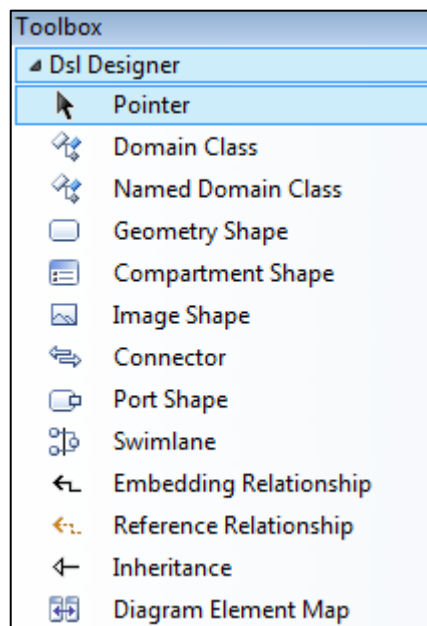 Toolbox
Dsl Designer
Pointer
Domain Class
Named Domain Class
Geometry Shape
Compartment Shape
Image Shape
Connector
Port Shape
Swimlane
Embedding Relationship
Reference Relationship
Inheritance
Diagram Element Map